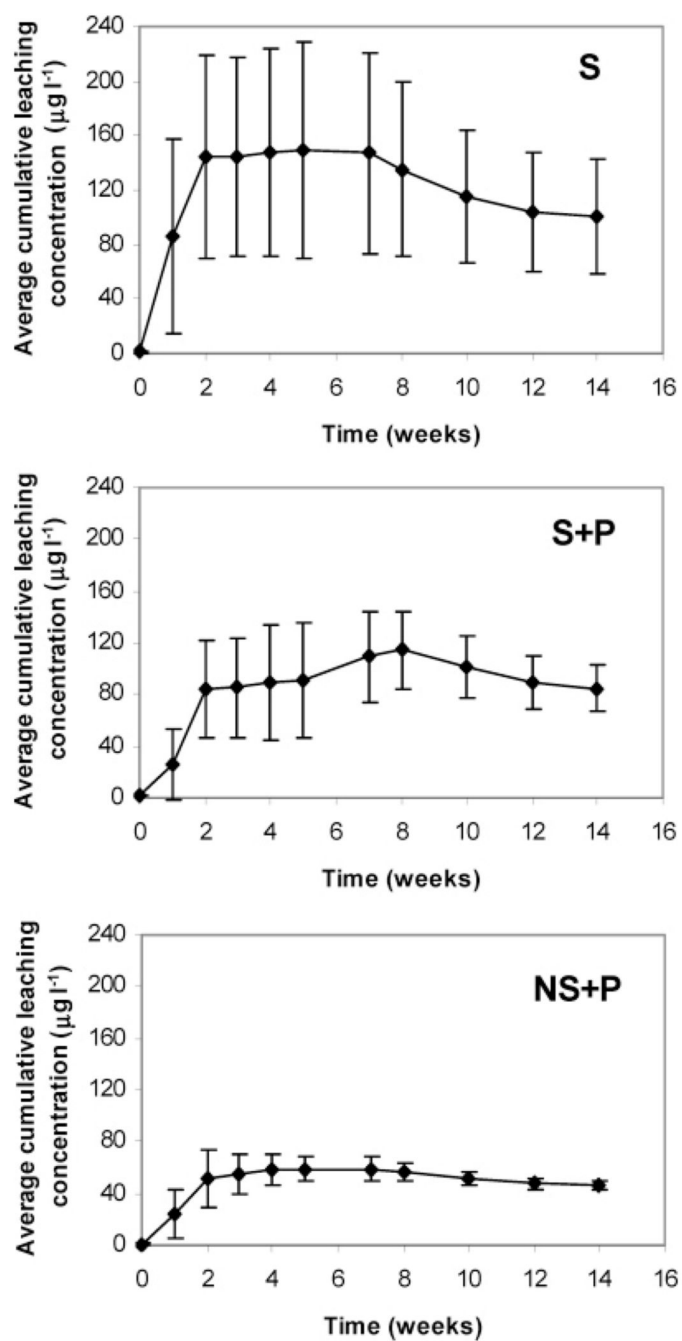 240
200
160
120
80
40
0
Average cumulative leaching
concentration (µg l-1)
S
0 2 4 6 8 10 12 14 16
Time (weeks)
240
200
160
120
80
40
0
Average cumulative leaching
concentration (µg l-1)
S+P
0 2 4 6 8 10 12 14 16
Time (weeks)
240
200
160
120
80
40
0
Average cumulative leaching
concentration (µg l-1)
NS+P
0 2 4 6 8 10 12 14 16
Time (weeks)